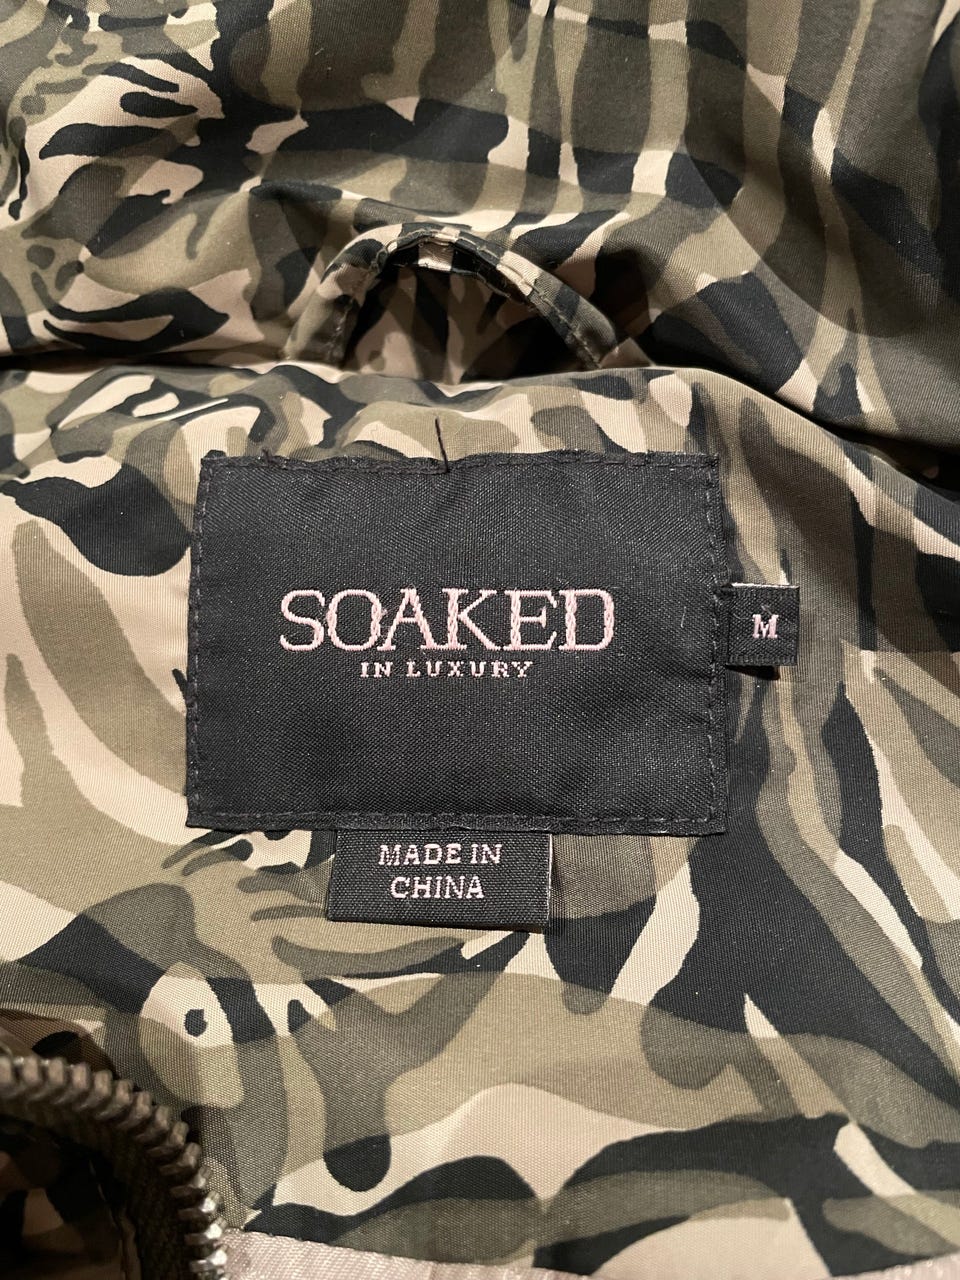 SOAKED
IN LUXURY
M
MADE IN
CHINA